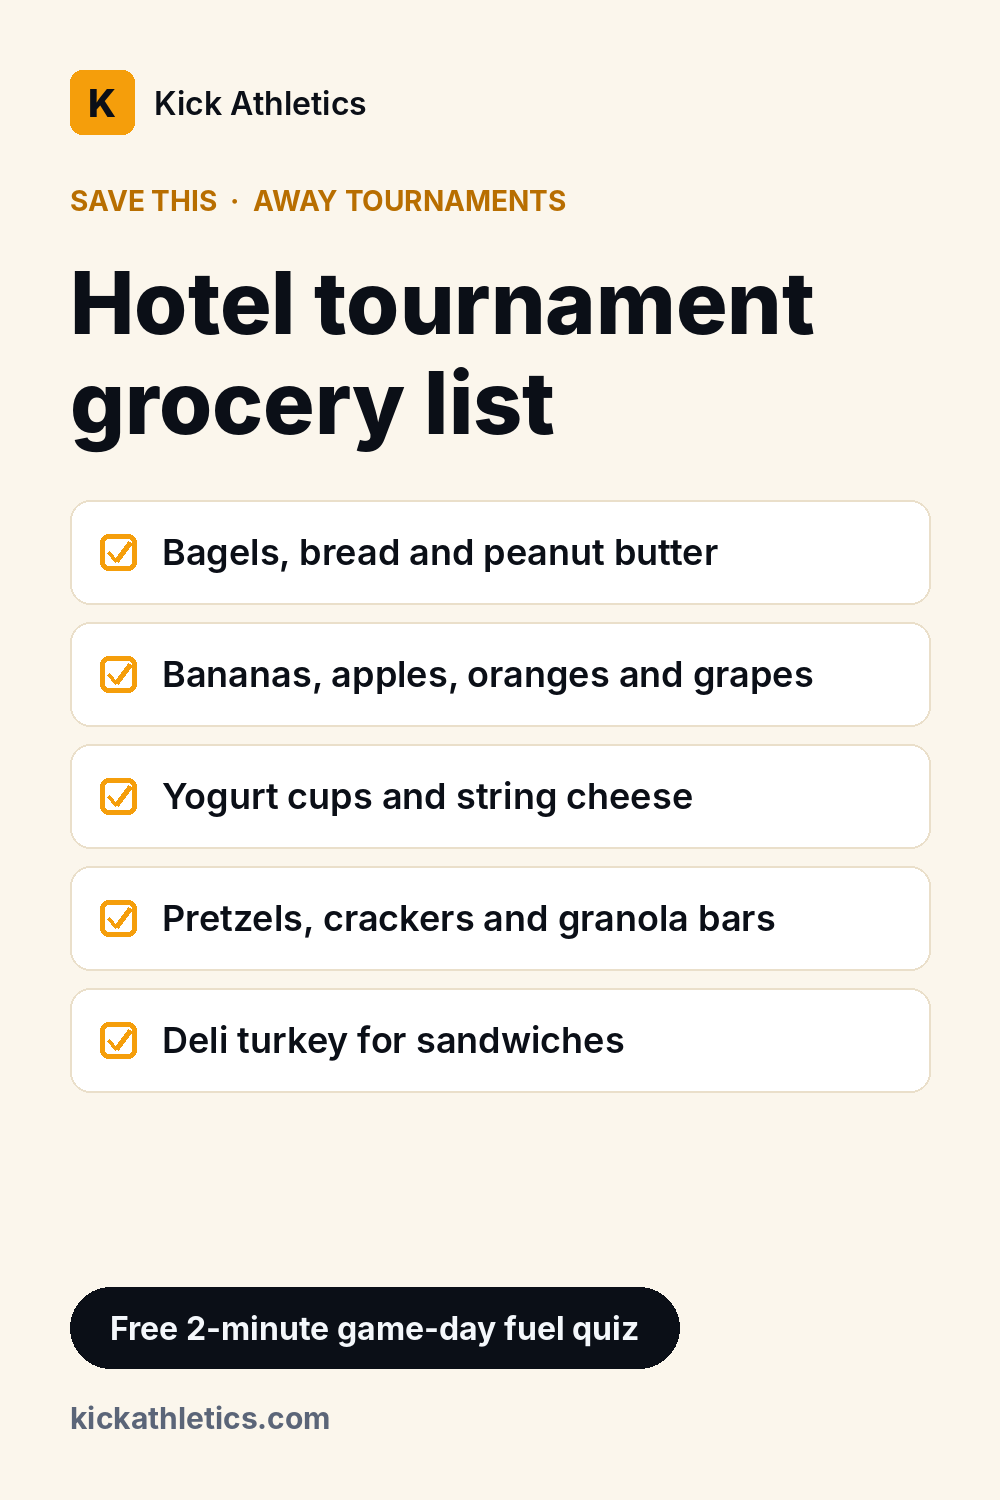 K
Kick Athletics
SAVE THIS · AWAY TOURNAMENTS
Hotel tournament
grocery list
Bagels, bread and peanut butter
Bananas, apples, oranges and grapes
Yogurt cups and string cheese
Pretzels, crackers and granola bars
Deli turkey for sandwiches
Free 2-minute game-day fuel quiz
kickathletics.com